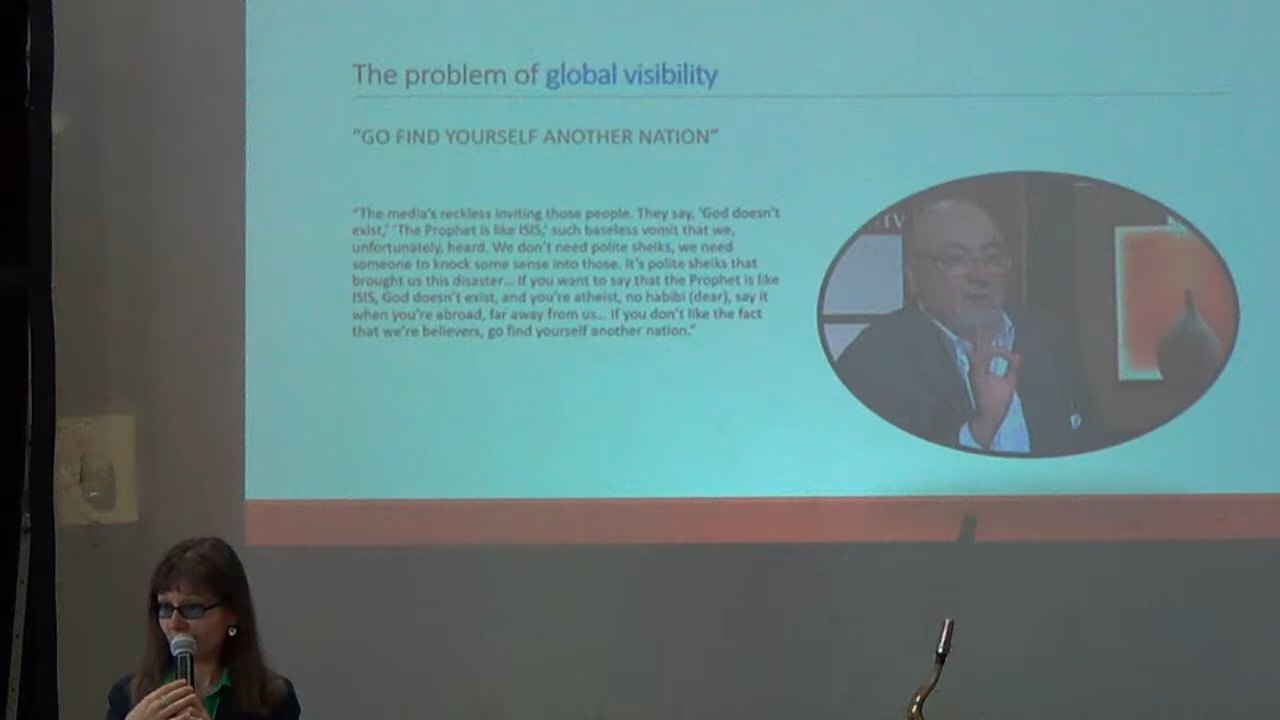 The problem of global visibility
"GO FIND YOURSELF ANOTHER NATION"
"The media's reckless inviting those people. They say, 'God doesn't
exist,' 'The Prophet is like ISIS,' such baseless vomit that we,
unfortunately, heard. We don't need polite sheiks, we need
someone to knock some sense into those. It's polite sheiks that
brought us this disaster... If you want to say that the Prophet is like
ISIS, God doesn't exist, and you're atheist, no habibi (dear), say it
when you're abroad, far away from us... If you don't like the fact
that we're believers, go find yourself another nation."
TV